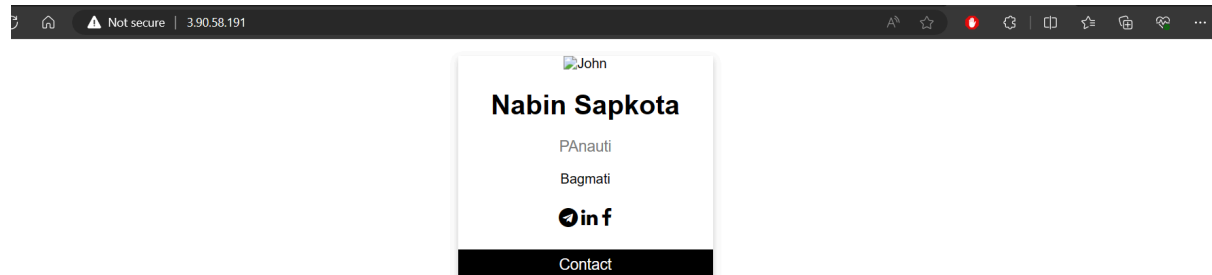 Not secure 3.90.58.191
John
Nabin Sapkota
PAnauti
Bagmati
in f
Contact